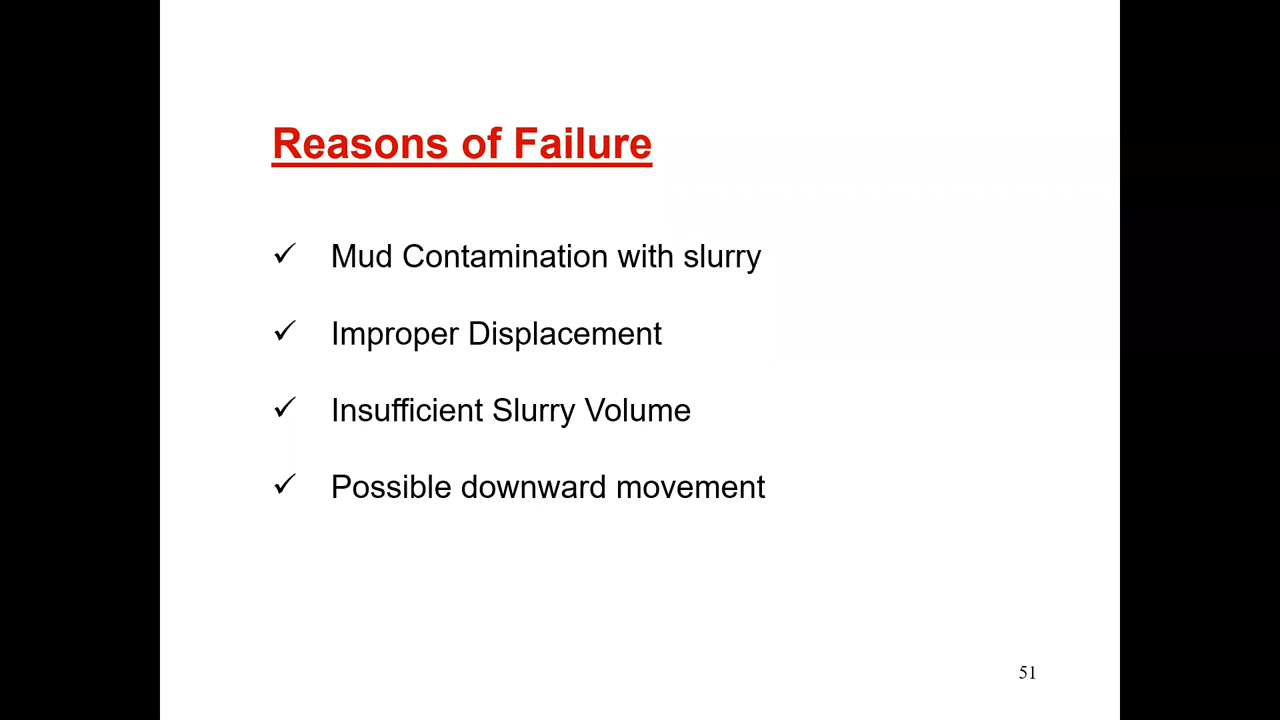 Reasons of Failure
✓ Mud Contamination with slurry
✓ Improper Displacement
✓ Insufficient Slurry Volume
✓ Possible downward movement
51